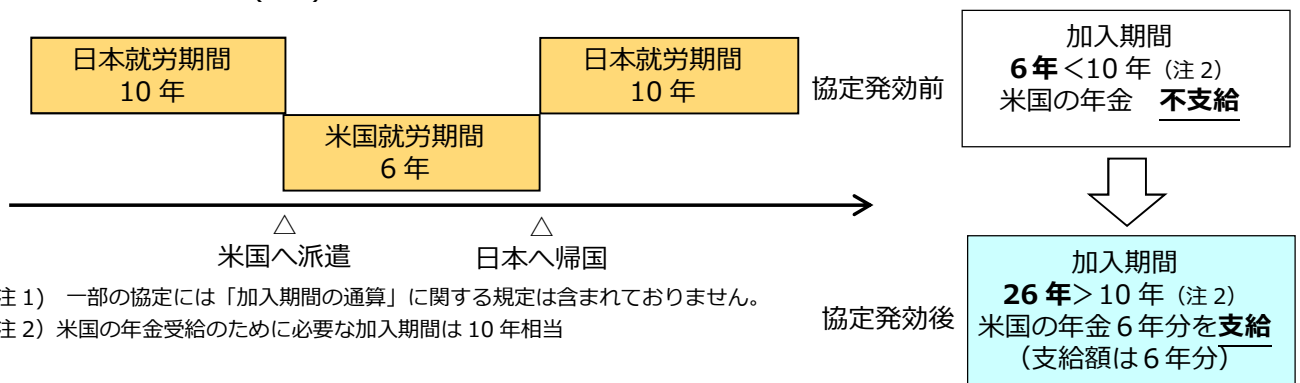 日本就労期間
10 年
日本就労期間
10 年
米国就労期間
6 年
協定発効前
加入期間
6年＜10 年（注 2）
米国の年金　不支給
△
米国へ派遣
△
日本へ帰国
注 1)　一部の協定には「加入期間の通算」に関する規定は含まれておりません。
注 2）米国の年金受給のために必要な加入期間は 10 年相当
協定発効後
加入期間
26 年＞10 年（注 2）
米国の年金６年分を支給
（支給額は６年分）